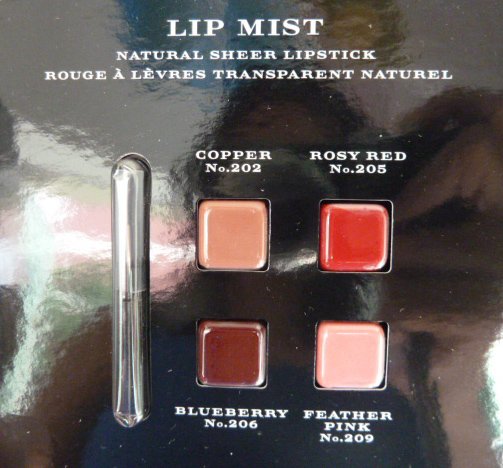 LIP MIST
NATURAL SHEER LIPSTICK
ROUGE À LÈVRES TRANSPARENT NATUREL
COPPER
No.202
ROSY RED
No.205
BLUEBERRY
No.206
FEATHER
PINK
No.209